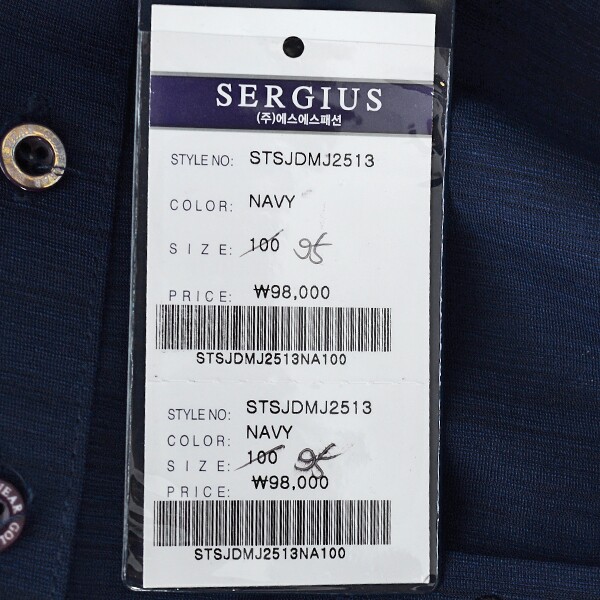 SERGIUS
(주)에스에스패션
STYLE NO: STSJDMJ2513
COLOR: NAVY
SIZE: 100 95
PRICE: ₩98,000
STSJDMJ2513NA100
STYLE NO: STSJDMJ2513
COLOR: NAVY
SIZE: 100 95
PRICE: ₩98,000
STSJDMJ2513NA100